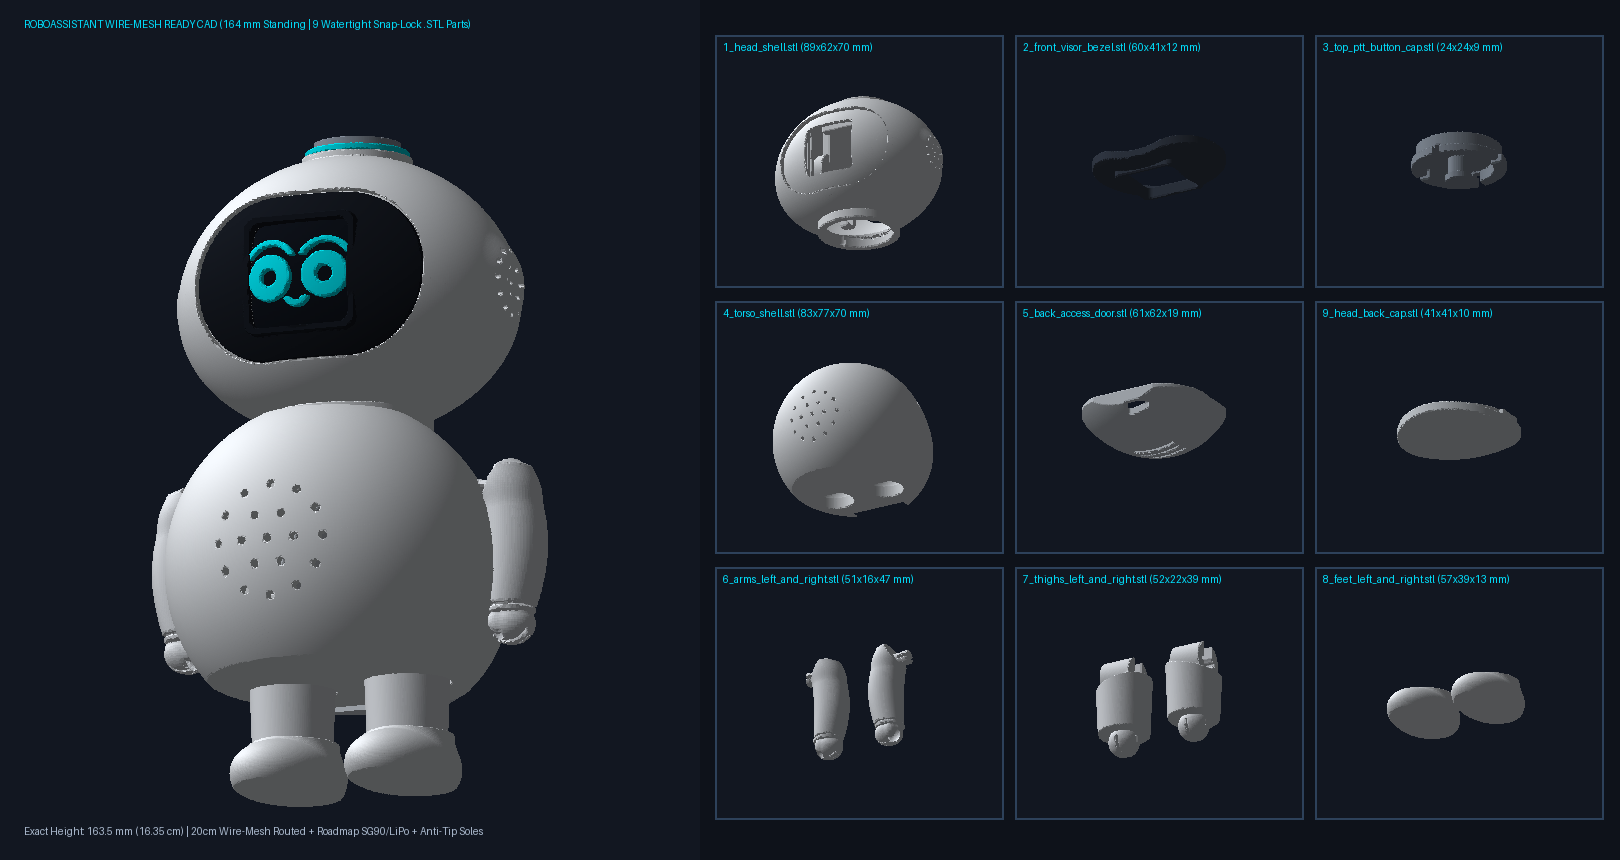 ROBOASSISTANT WIRE-MESH READY CAD (164 mm Standing | 9 Watertight Snap-Lock .STL Parts)
1_head_shell.stl (89x62x70 mm)
2_front_visor_bezel.stl (60x41x12 mm)
3_top_ptt_button_cap.stl (24x24x9 mm)
4_torso_shell.stl (83x77x70 mm)
5_back_access_door.stl (61x62x19 mm)
9_head_back_cap.stl (41x41x10 mm)
6_arms_left_and_right.stl (51x16x47 mm)
7_thighs_left_and_right.stl (52x22x39 mm)
8_feet_left_and_right.stl (57x39x13 mm)
Exact Height: 163.5 mm (16.35 cm) | 20cm Wire-Mesh Routed + Roadmap SG90/LiPo + Anti-Tip Soles